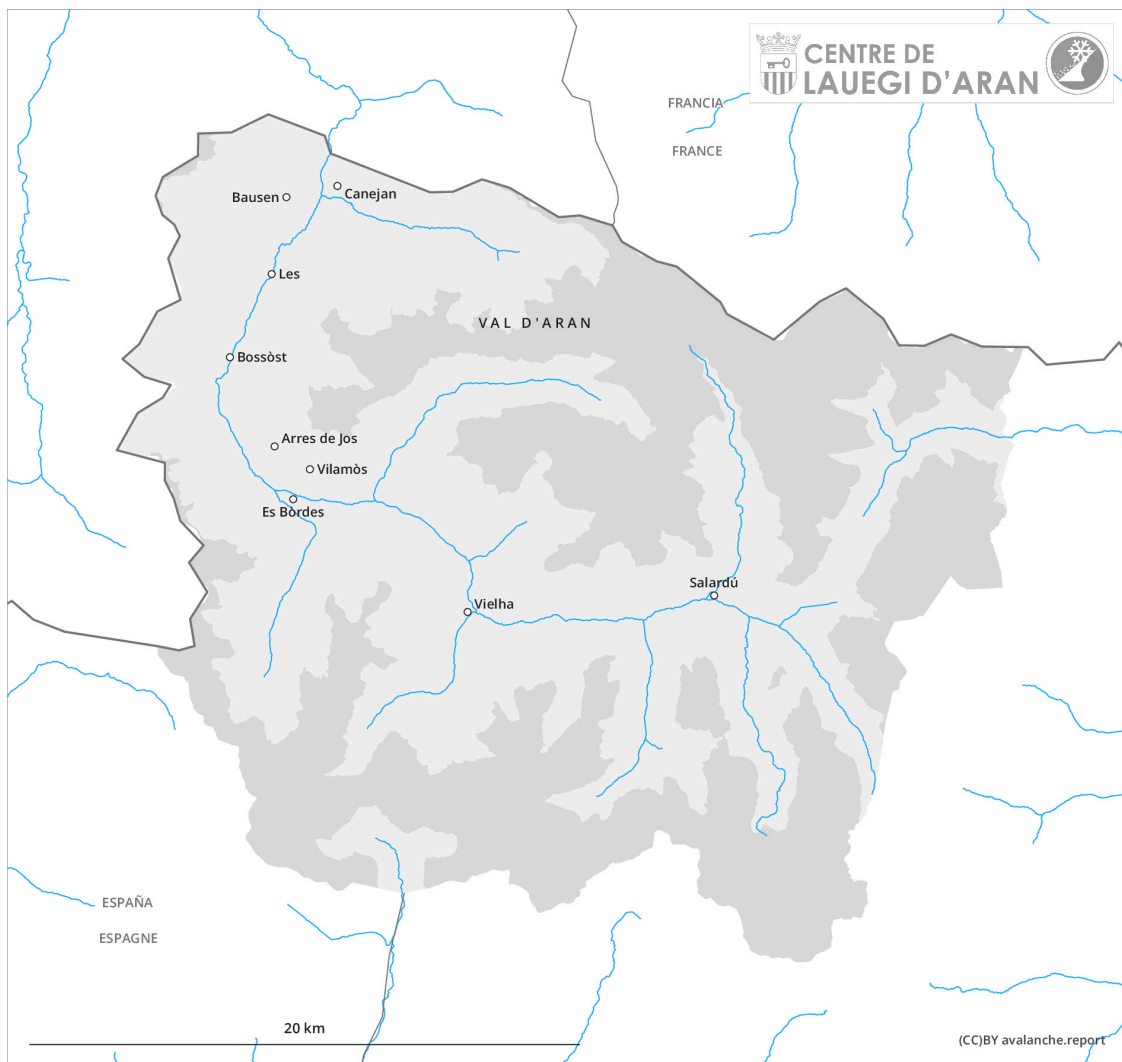 CENTRE DE
LAUEGI D'ARAN
FRANCIA
FRANCE
Bausen
Canejan
Les
VAL D'ARAN
Bossòst
Arres de Jos
Vilamòs
Es Bòrdes
Salardú
Vielha
ESPAÑA
ESPAGNE
20 km
(CC)BY avalanche.report